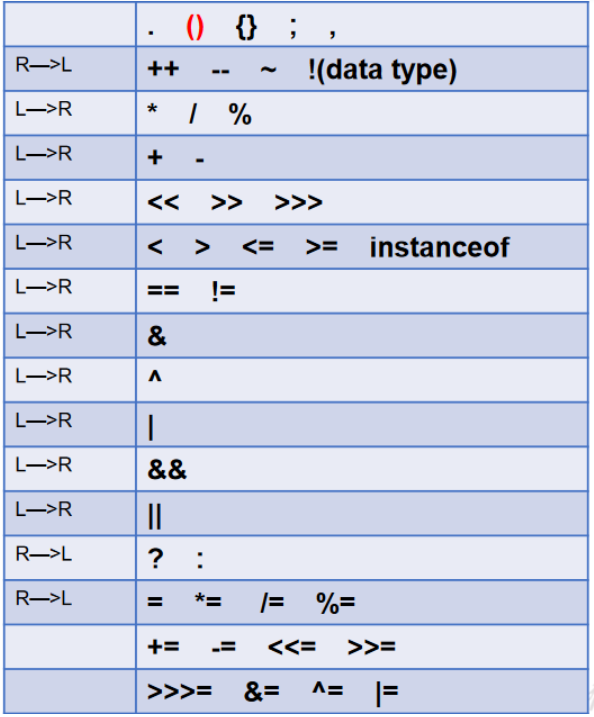 . () {} ; ,
R—>L ++ -- ~ !(data type)
L—>R * / %
L—>R + -
L—>R << >> >>>
L—>R < > <= >= instanceof
L—>R == !=
L—>R &
L—>R ^
L—>R |
L—>R &&
L—>R ||
R—>L ? :
R—>L = *= /= %=
+= -= <<= >>=
>>>= &= ^= |=